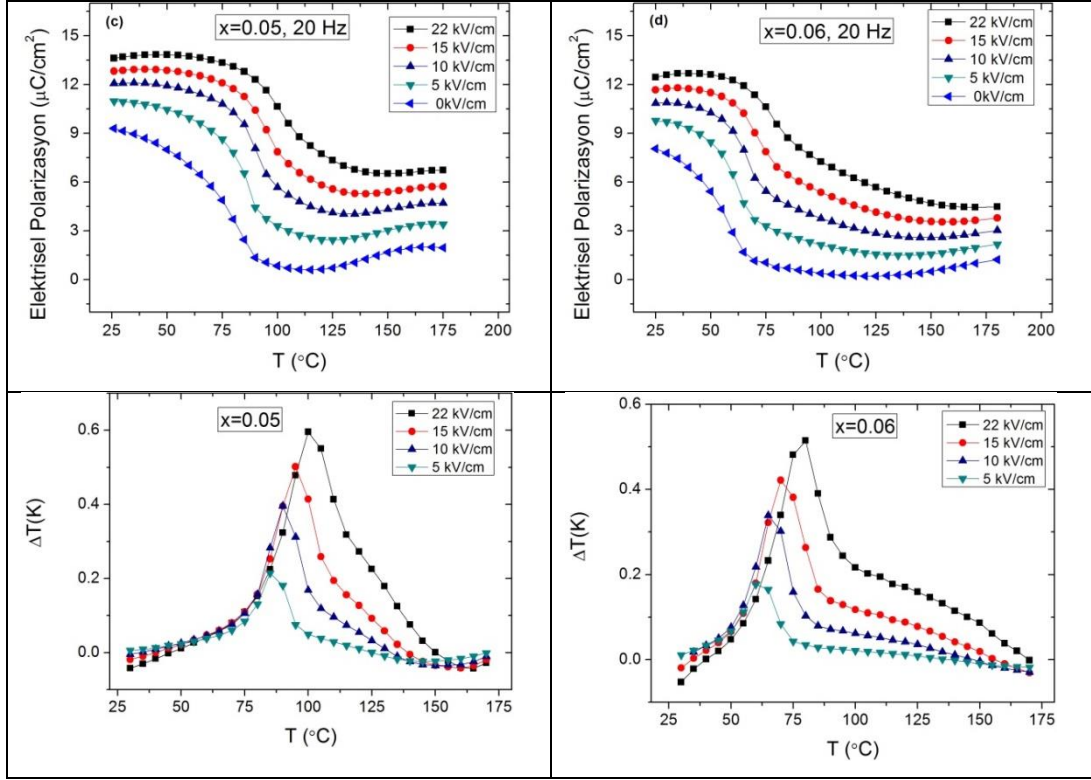 (c)
x=0.05, 20 Hz
22 kV/cm
15 kV/cm
10 kV/cm
5 kV/cm
0kV/cm
Elektrisel Polarizasyon (µC/cm²)
15
12
9
6
3
0
25 50 75 100 125 150 175 200
T (°C)
(d)
x=0.06, 20 Hz
22 kV/cm
15 kV/cm
10 kV/cm
5 kV/cm
0kV/cm
Elektrisel Polarizasyon (µC/cm²)
15
12
9
6
3
0
25 50 75 100 125 150 175 200
T (°C)
x=0.05
22 kV/cm
15 kV/cm
10 kV/cm
5 kV/cm
ΔT(K)
0.6
0.4
0.2
0.0
25 50 75 100 125 150 175
T (°C)
x=0.06
22 kV/cm
15 kV/cm
10 kV/cm
5 kV/cm
ΔT(K)
0.6
0.4
0.2
0.0
25 50 75 100 125 150 175
T (°C)